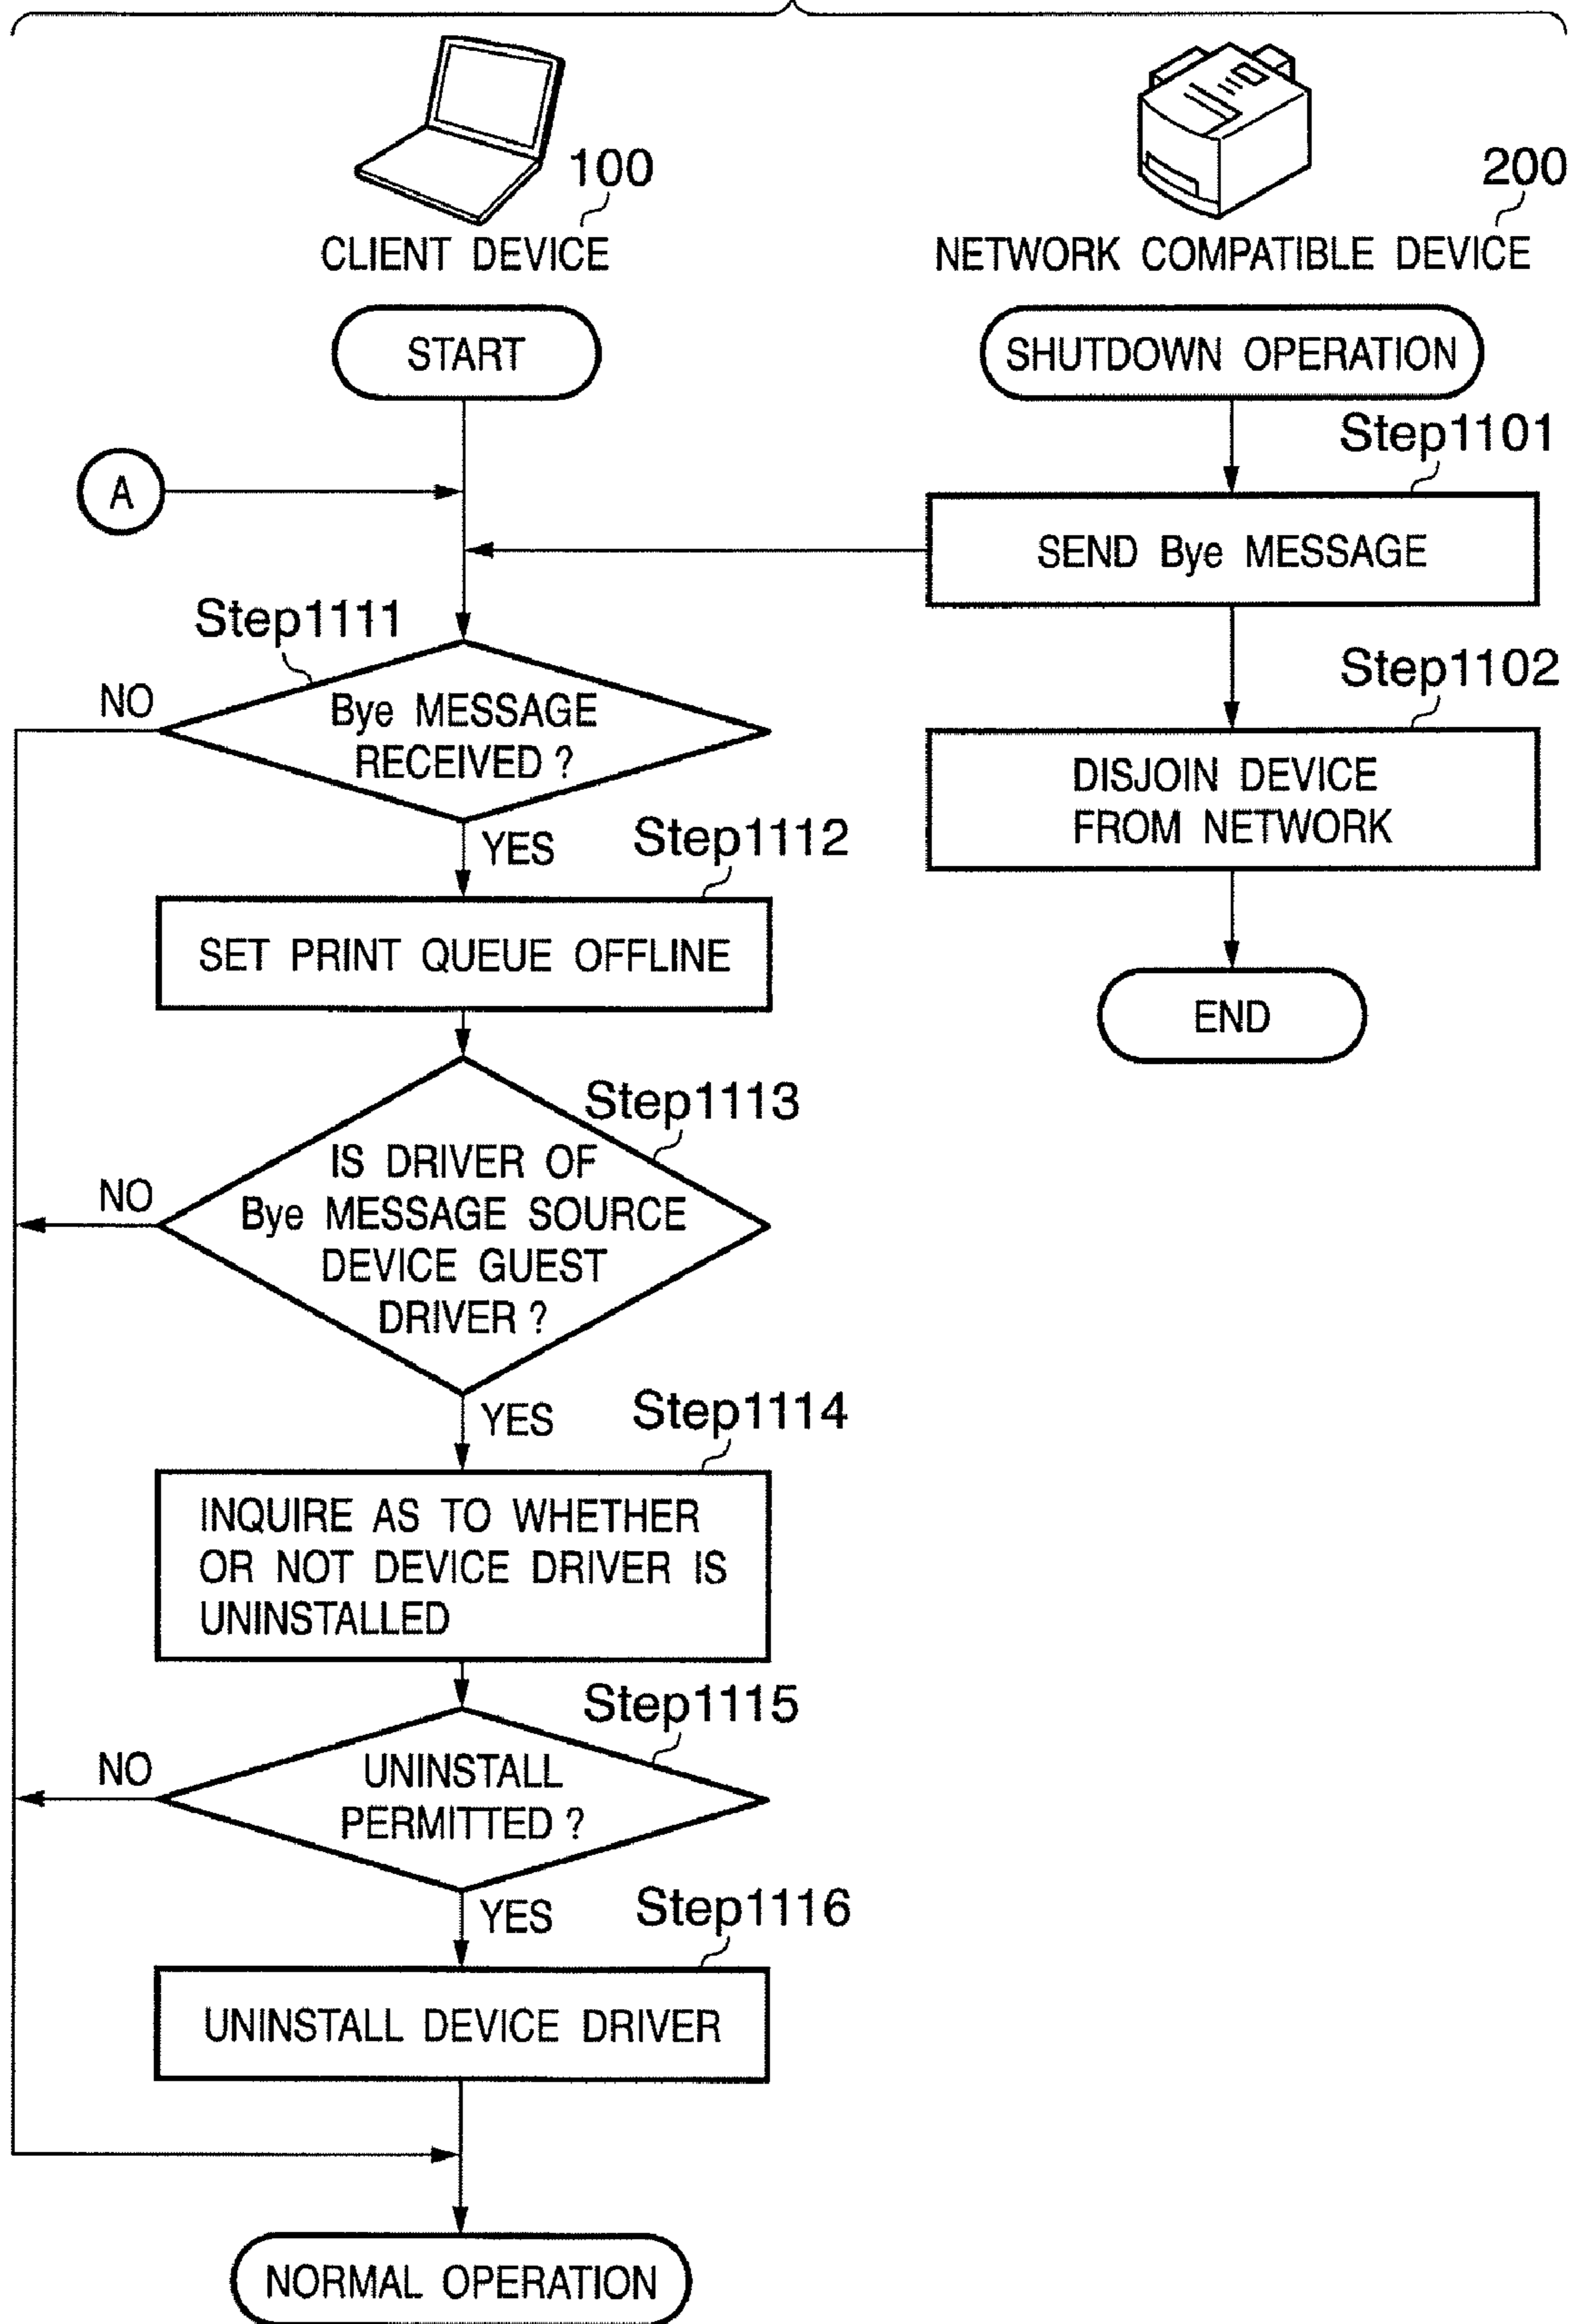 100
CLIENT DEVICE
200
NETWORK COMPATIBLE DEVICE
START
SHUTDOWN OPERATION
A
Step1101
SEND Bye MESSAGE
Step1111
NO
Bye MESSAGE
RECEIVED ?
YES
Step1102
DISJOIN DEVICE
FROM NETWORK
END
Step1112
SET PRINT QUEUE OFFLINE
Step1113
NO
IS DRIVER OF
Bye MESSAGE SOURCE
DEVICE GUEST
DRIVER ?
YES
Step1114
INQUIRE AS TO WHETHER
OR NOT DEVICE DRIVER IS
UNINSTALLED
Step1115
NO
UNINSTALL
PERMITTED ?
YES
Step1116
UNINSTALL DEVICE DRIVER
NORMAL OPERATION